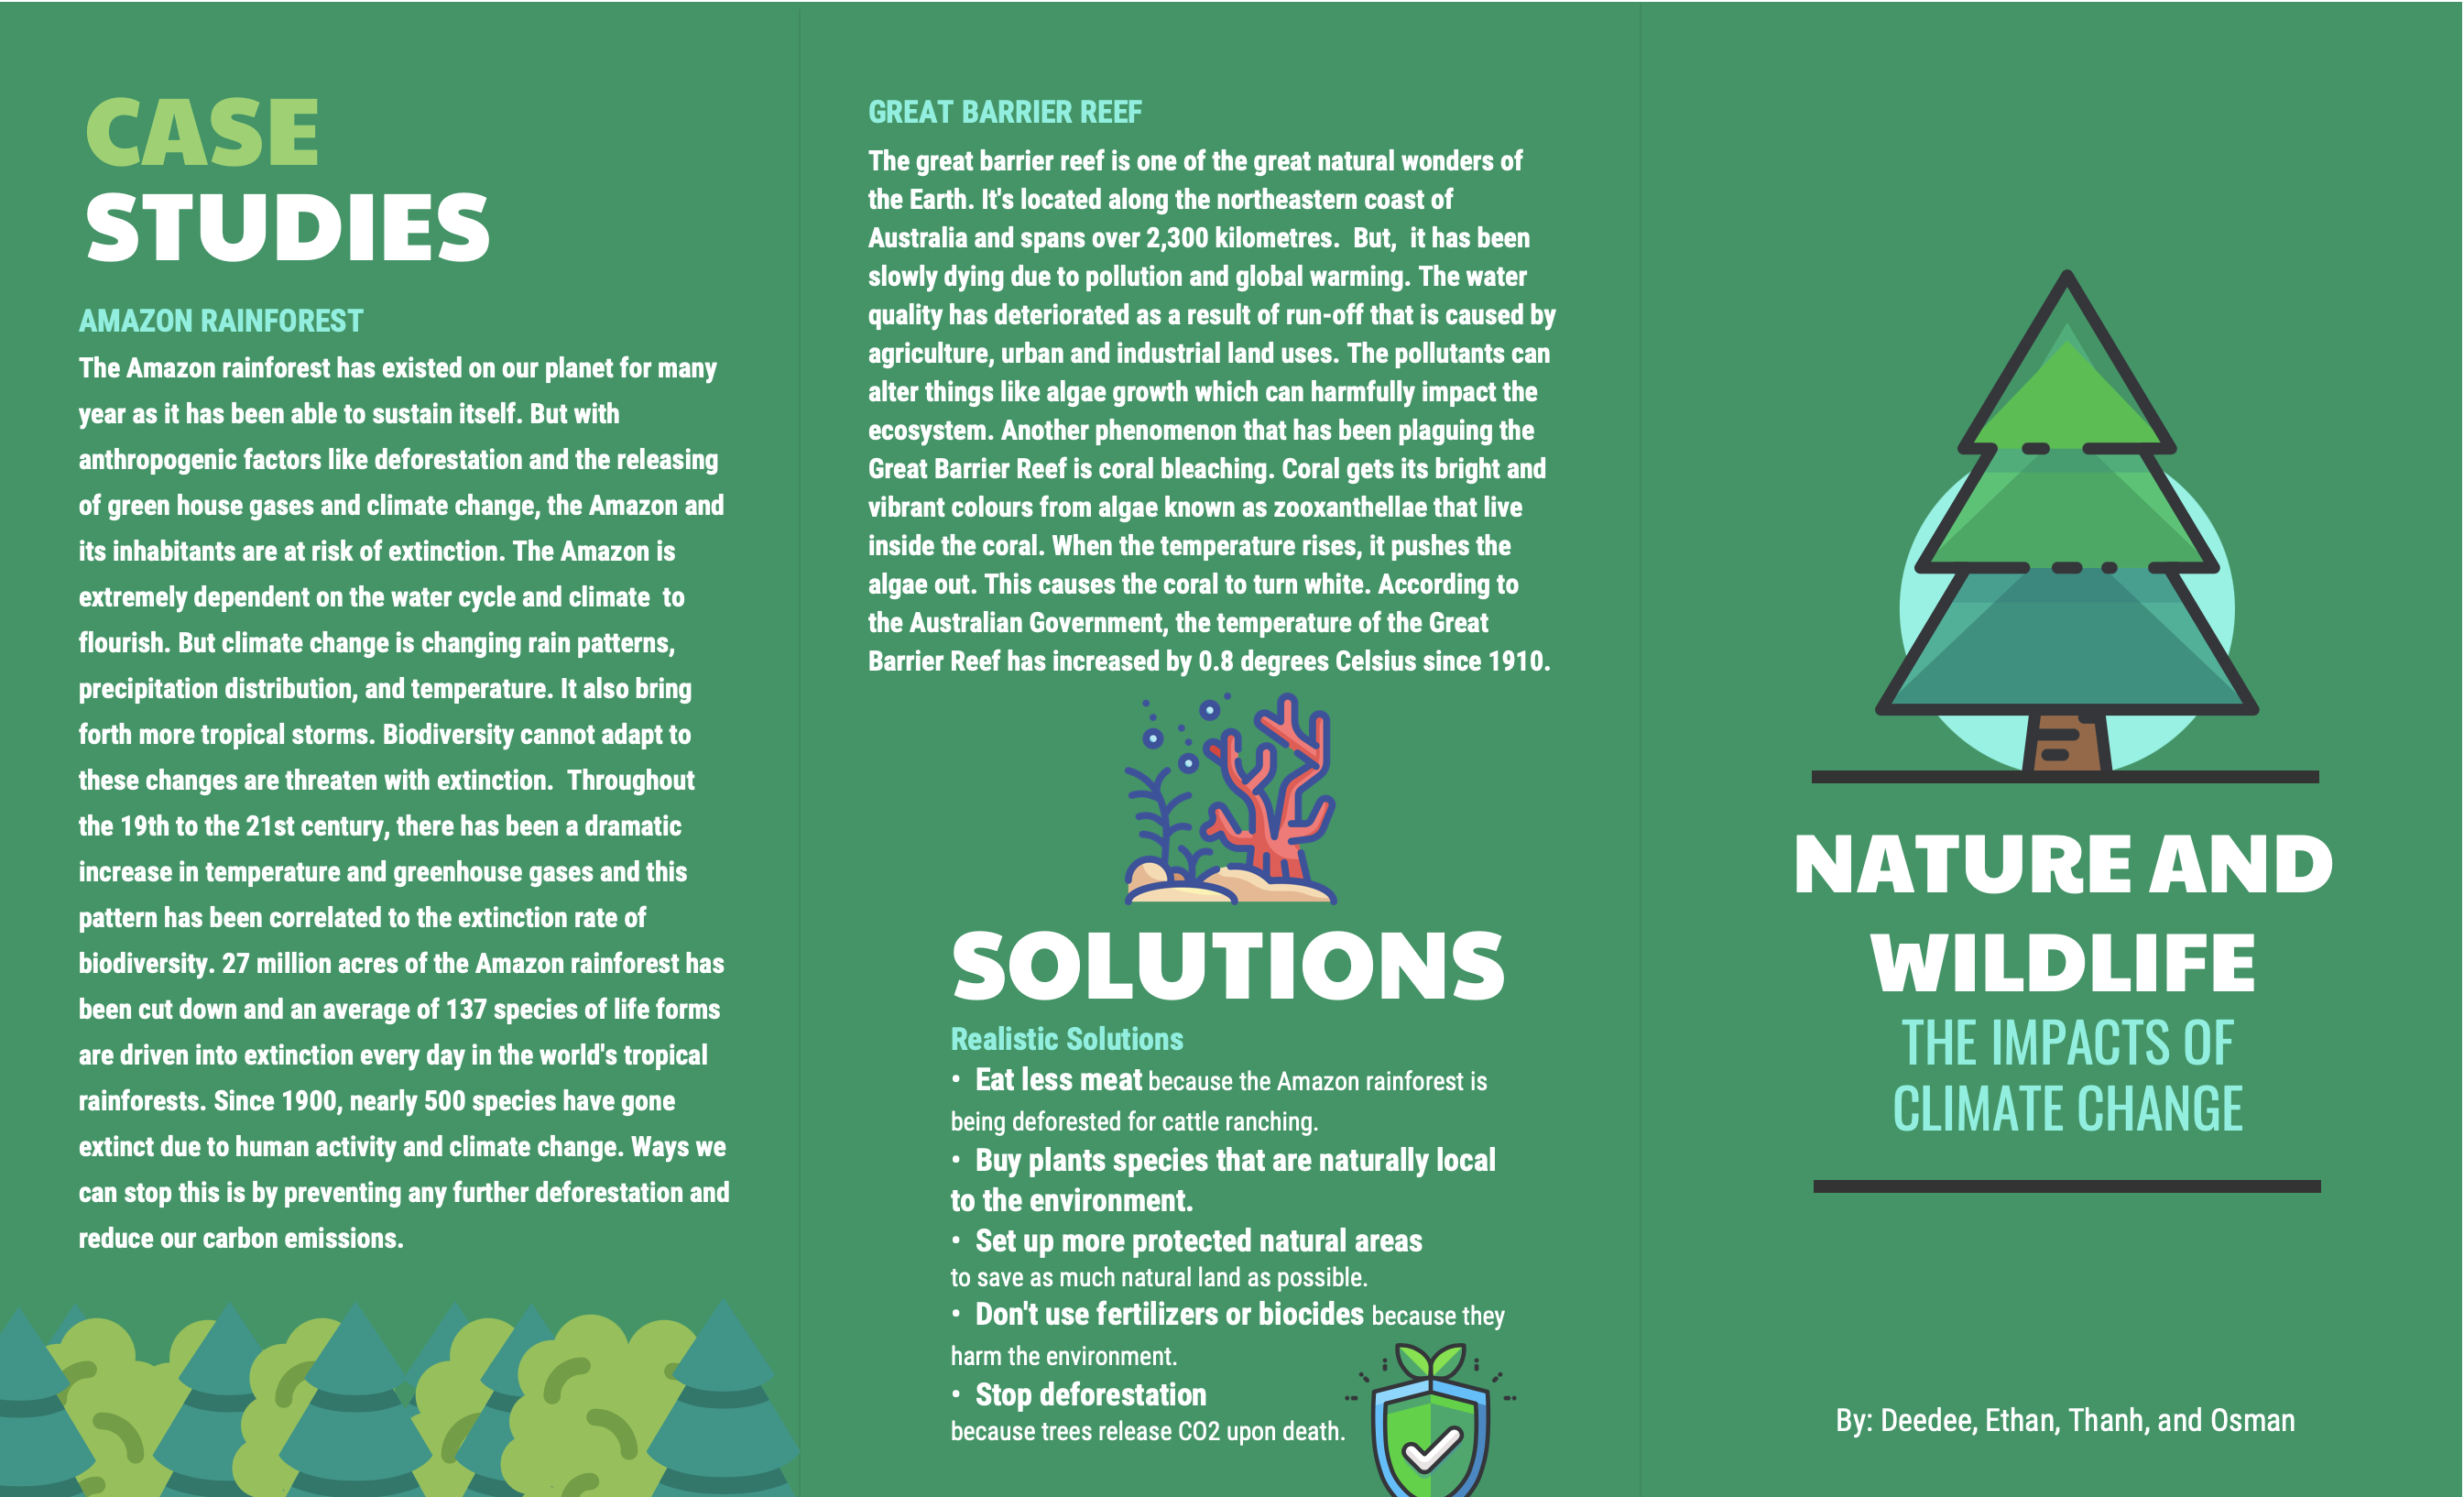 CASE
STUDIES
AMAZON RAINFOREST
The Amazon rainforest has existed on our planet for many
year as it has been able to sustain itself. But with
anthropogenic factors like deforestation and the releasing
of green house gases and climate change, the Amazon and
its inhabitants are at risk of extinction. The Amazon is
extremely dependent on the water cycle and climate  to
flourish. But climate change is changing rain patterns,
precipitation distribution, and temperature. It also bring
forth more tropical storms. Biodiversity cannot adapt to
these changes are threaten with extinction.  Throughout
the 19th to the 21st century, there has been a dramatic
increase in temperature and greenhouse gases and this
pattern has been correlated to the extinction rate of
biodiversity. 27 million acres of the Amazon rainforest has
been cut down and an average of 137 species of life forms
are driven into extinction every day in the world's tropical
rainforests. Since 1900, nearly 500 species have gone
extinct due to human activity and climate change. Ways we
can stop this is by preventing any further deforestation and
reduce our carbon emissions.
GREAT BARRIER REEF
The great barrier reef is one of the great natural wonders of
the Earth. It's located along the northeastern coast of
Australia and spans over 2,300 kilometres.  But,  it has been
slowly dying due to pollution and global warming. The water
quality has deteriorated as a result of run-off that is caused by
agriculture, urban and industrial land uses. The pollutants can
alter things like algae growth which can harmfully impact the
ecosystem. Another phenomenon that has been plaguing the
Great Barrier Reef is coral bleaching. Coral gets its bright and
vibrant colours from algae known as zooxanthellae that live
inside the coral. When the temperature rises, it pushes the
algae out. This causes the coral to turn white. According to
the Australian Government, the temperature of the Great
Barrier Reef has increased by 0.8 degrees Celsius since 1910.
SOLUTIONS
Realistic Solutions
• Eat less meat because the Amazon rainforest is
being deforested for cattle ranching.
• Buy plants species that are naturally local
to the environment.
• Set up more protected natural areas
to save as much natural land as possible.
• Don't use fertilizers or biocides because they
harm the environment.
• Stop deforestation
because trees release CO2 upon death.
NATURE AND
WILDLIFE
THE IMPACTS OF
CLIMATE CHANGE
By: Deedee, Ethan, Thanh, and Osman